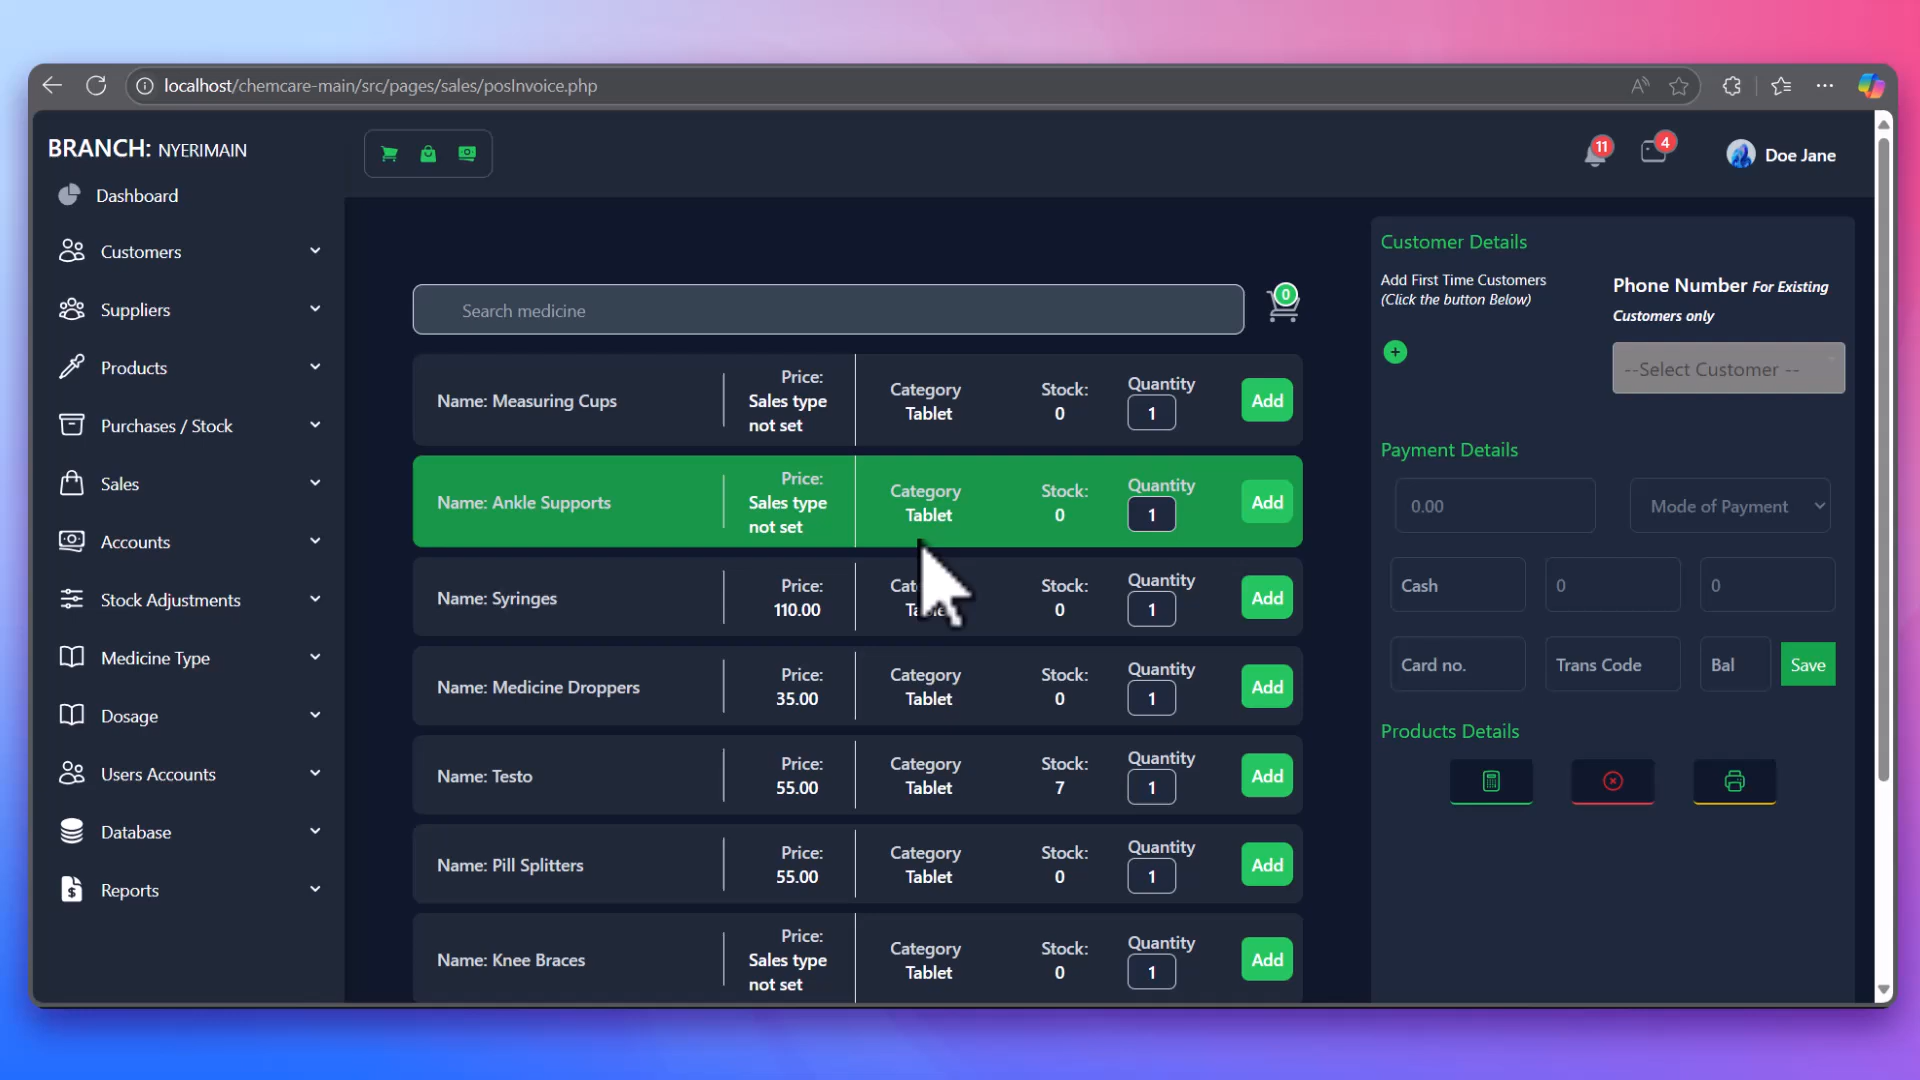 localhost/chemcare-main/src/pages/sales/posInvoice.php
BRANCH: NYERIMAIN
11
4
Doe Jane
Dashboard
Customers
Suppliers
Products
Purchases / Stock
Sales
Accounts
Stock Adjustments
Medicine Type
Dosage
Users Accounts
Database
Reports
Search medicine
0
Name: Measuring Cups
Price:
Sales type
not set
Category
Tablet
Stock:
0
Quantity
1
Add
Name: Ankle Supports
Price:
Sales type
not set
Category
Tablet
Stock:
0
Quantity
1
Add
Name: Syringes
Price:
110.00
Stock:
0
Quantity
1
Add
Name: Medicine Droppers
Price:
35.00
Category
Tablet
Stock:
0
Quantity
1
Add
Name: Testo
Price:
55.00
Category
Tablet
Stock:
7
Quantity
1
Add
Name: Pill Splitters
Price:
55.00
Category
Tablet
Stock:
0
Quantity
1
Add
Name: Knee Braces
Price:
Sales type
not set
Category
Tablet
Stock:
0
Quantity
1
Add
Customer Details
Add First Time Customers
(Click the button Below)
Phone Number For Existing
Customers only
--Select Customer --
Payment Details
0.00
Mode of Payment
Cash
0
0
Card no.
Trans Code
Bal
Save
Products Details